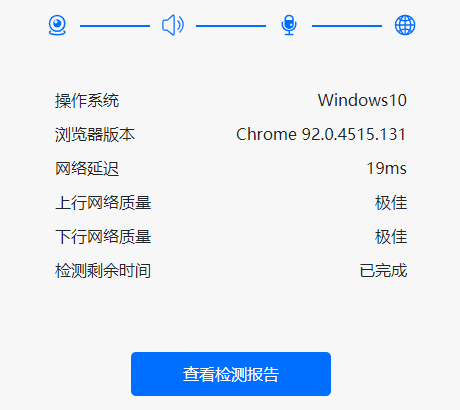 操作系统 Windows10
浏览器版本 Chrome 92.0.4515.131
网络延迟 19ms
上行网络质量 极佳
下行网络质量 极佳
检测剩余时间 已完成
查看检测报告